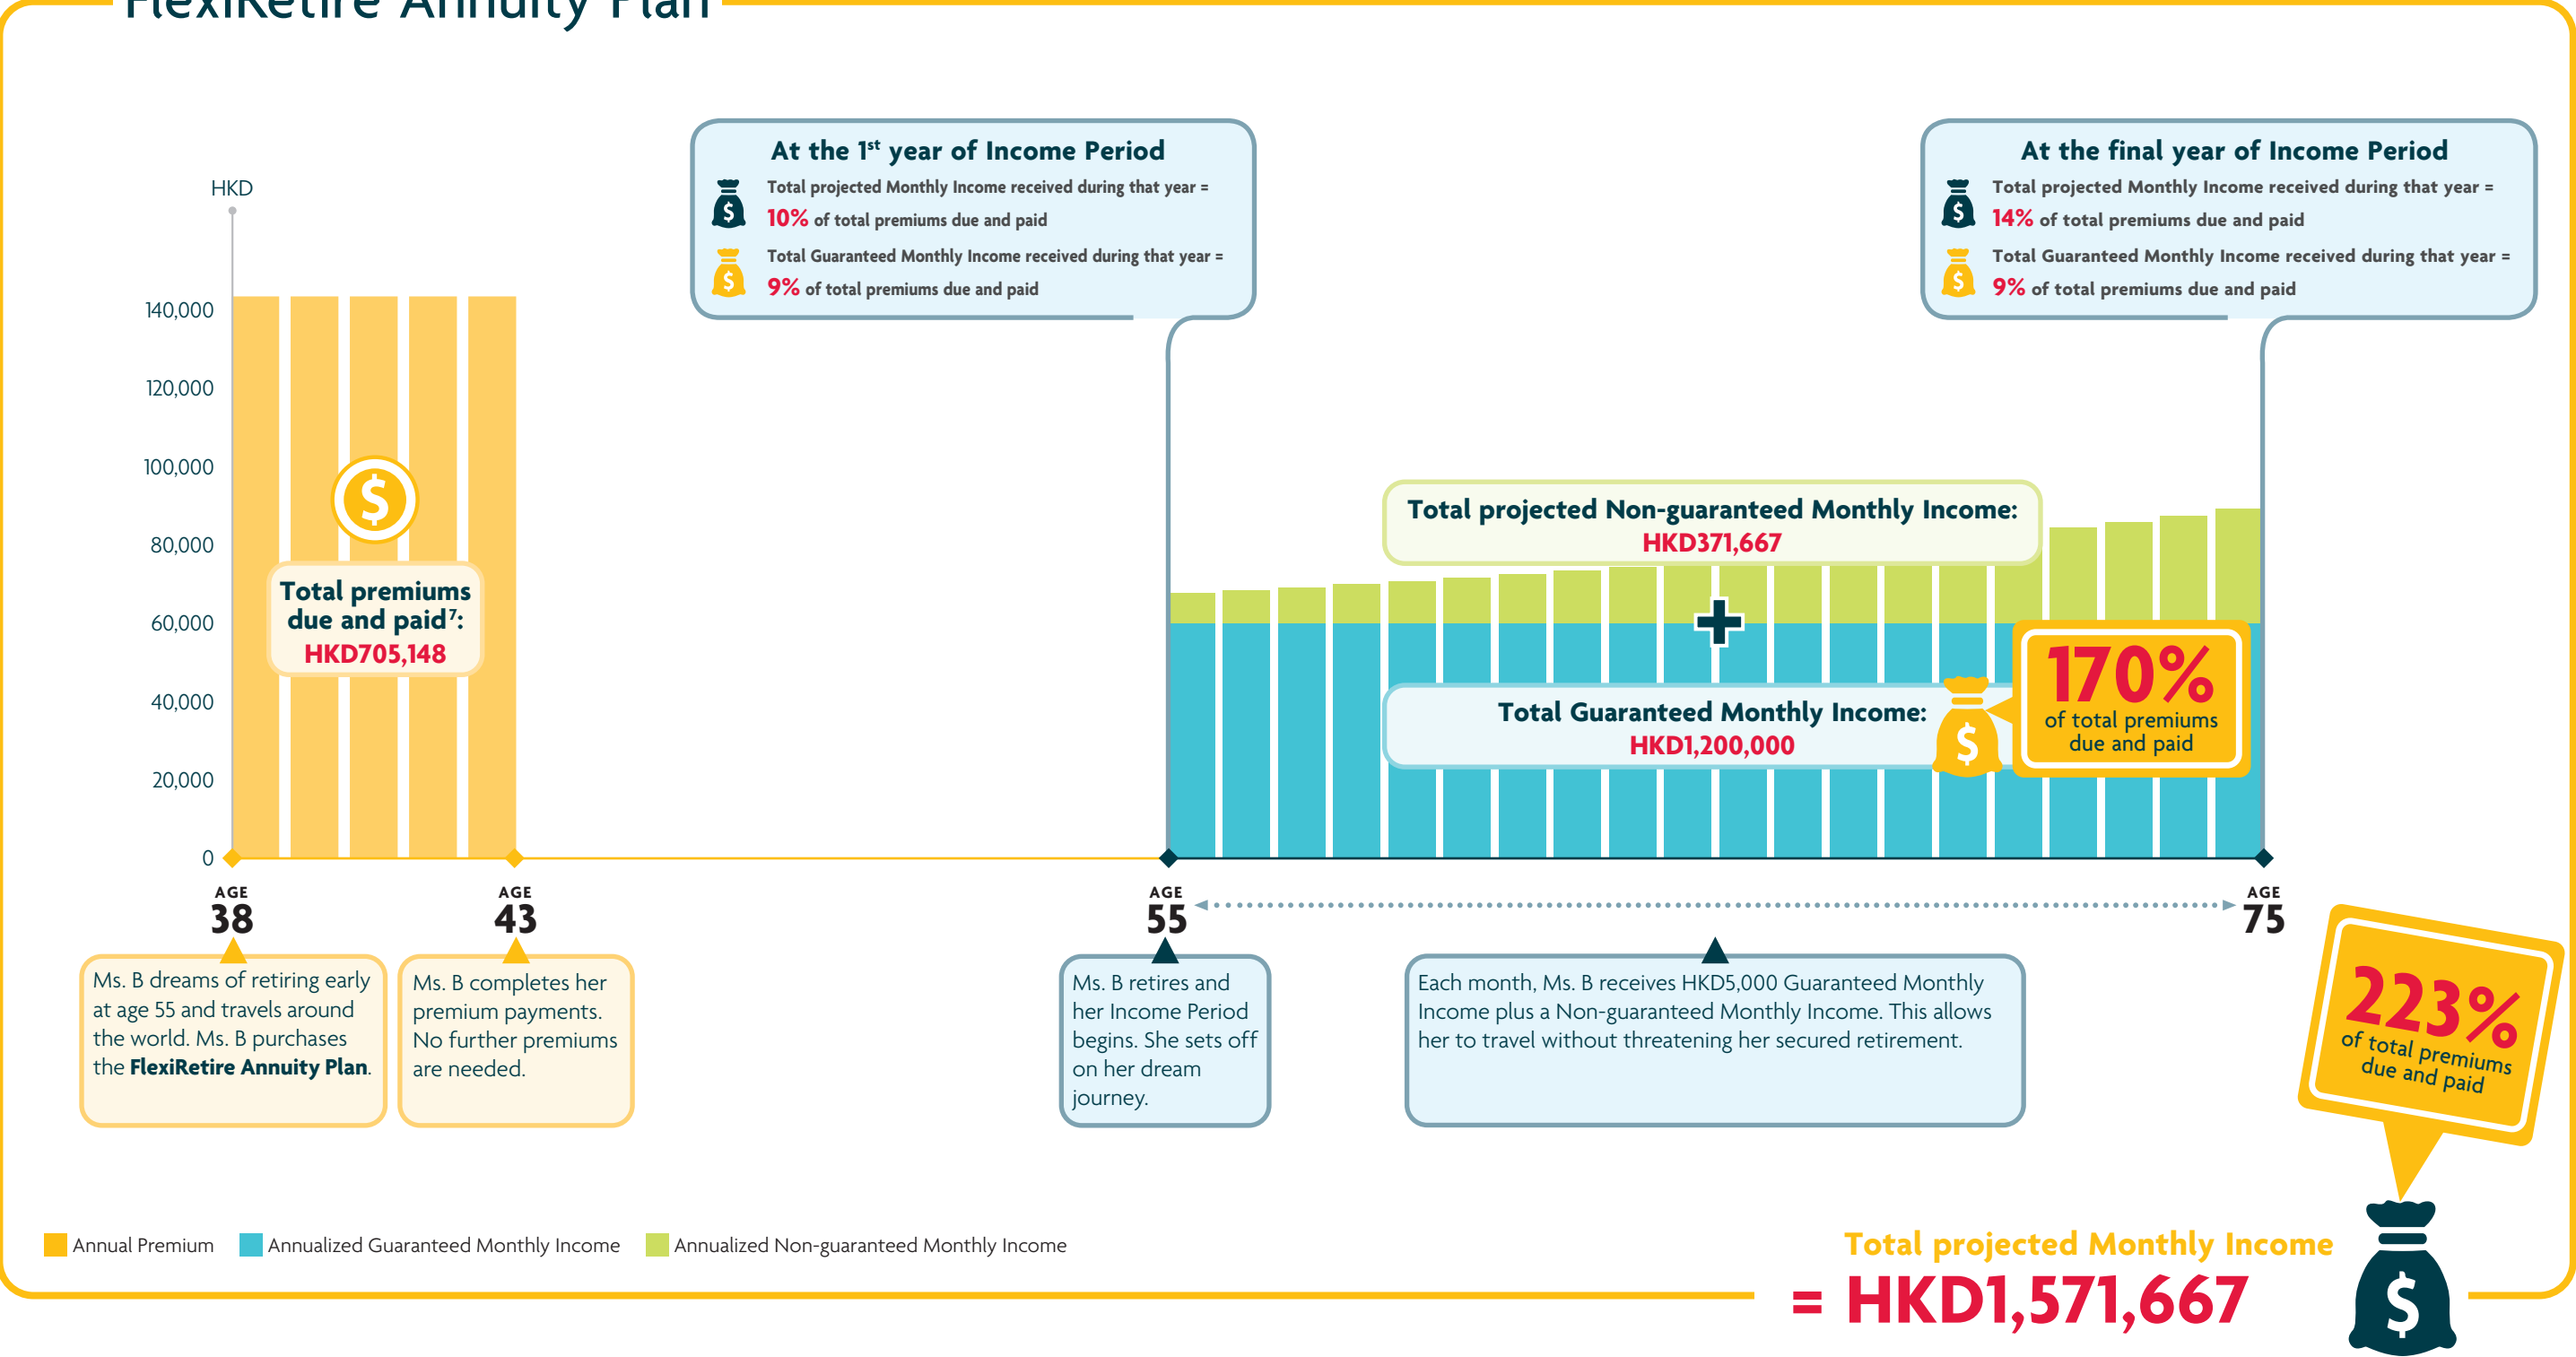 FlexiRetire Annuity Plan
At the 1st year of Income Period
Total projected Monthly Income received during that year =
10% of total premiums due and paid
Total Guaranteed Monthly Income received during that year =
9% of total premiums due and paid
At the final year of Income Period
Total projected Monthly Income received during that year =
14% of total premiums due and paid
Total Guaranteed Monthly Income received during that year =
9% of total premiums due and paid
HKD
140,000
120,000
100,000
80,000
60,000
40,000
20,000
0
$
Total premiums
due and paid7:
HKD705,148
Total projected Non-guaranteed Monthly Income:
HKD371,667
+
Total Guaranteed Monthly Income:
HKD1,200,000
170%
of total premiums
due and paid
AGE
38
AGE
43
AGE
55
AGE
75
Ms. B dreams of retiring early
at age 55 and travels around
the world. Ms. B purchases
the FlexiRetire Annuity Plan.
Ms. B completes her
premium payments.
No further premiums
are needed.
Ms. B retires and
her Income Period
begins. She sets off
on her dream
journey.
Each month, Ms. B receives HKD5,000 Guaranteed Monthly
Income plus a Non-guaranteed Monthly Income. This allows
her to travel without threatening her secured retirement.
223%
of total premiums
due and paid
Annual Premium
Annualized Guaranteed Monthly Income
Annualized Non-guaranteed Monthly Income
Total projected Monthly Income
= HKD1,571,667
$